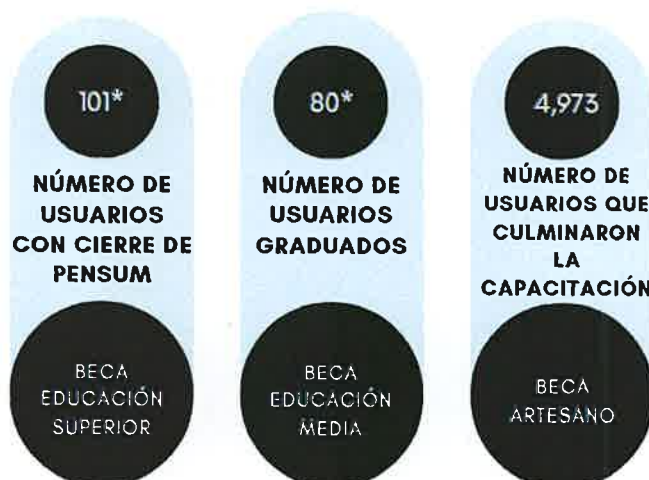 101*
NÚMERO DE
USUARIOS
CON CIERRE DE
PENSUM
BECA
EDUCACIÓN
SUPERIOR
80*
NÚMERO DE
USUARIOS
GRADUADOS
BECA
EDUCACIÓN
MEDIA
4,973
NÚMERO DE
USUARIOS QUE
CULMINARON
LA
CAPACITACIÓN
BECA
ARTESANO